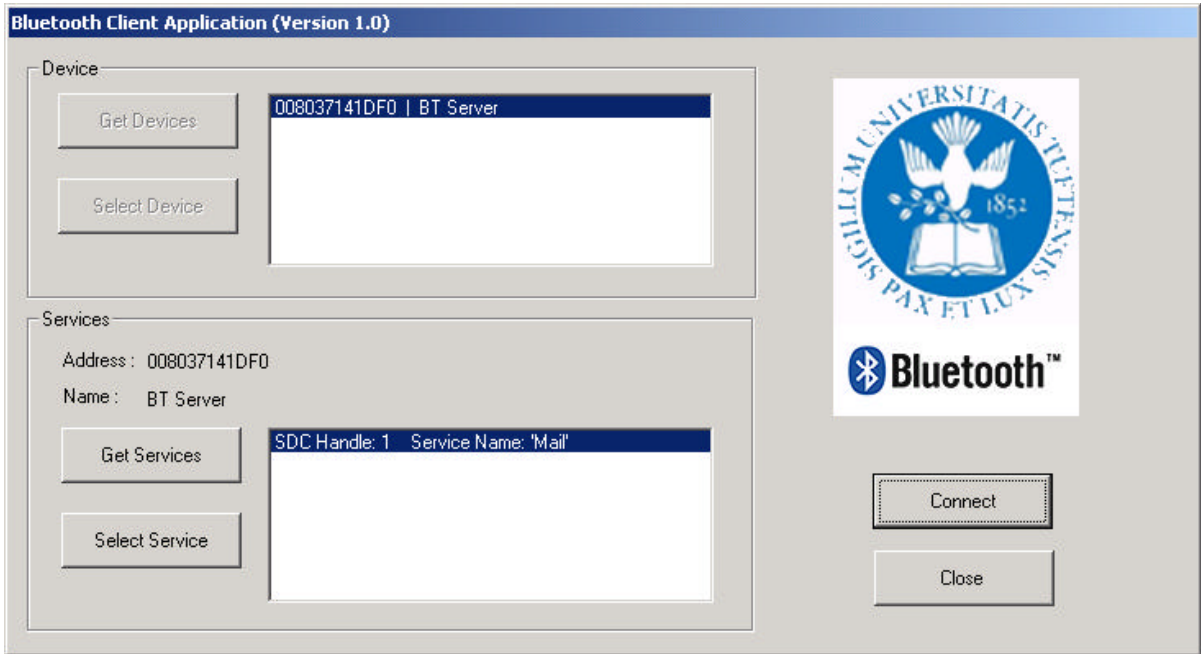 Bluetooth Client Application (Version 1.0)
Device
Get Devices
Select Device
008037141DF0 | BT Server
Services
Address : 008037141DF0
Name : BT Server
Get Services
Select Service
SDC Handle: 1 Service Name: 'Mail'
SIGILLUM UNIVERSITATIS TUFTENSIS
PAX ET LUX
1852
Bluetooth™
Connect
Close